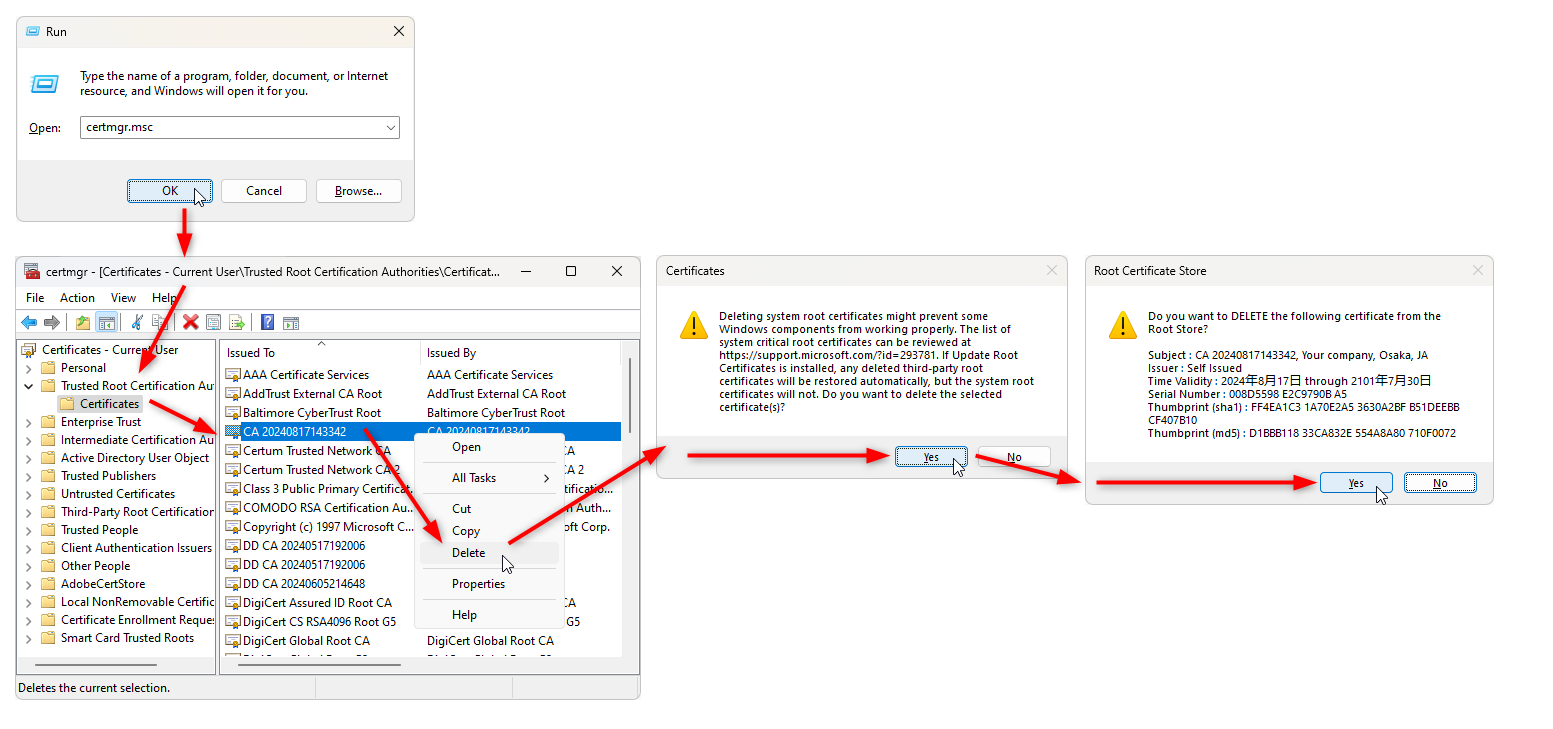 Run
Type the name of a program, folder, document, or Internet
resource, and Windows will open it for you.
Open:
certmgr.msc
OK
Cancel
Browse...
certmgr - [Certificates - Current User\Trusted Root Certification Authorities\Certificat...
File Action View Help
Certificates - Current User
Personal
Trusted Root Certification Au
Certificates
Enterprise Trust
Intermediate Certification Au
Active Directory User Object
Trusted Publishers
Untrusted Certificates
Third-Party Root Certification
Trusted People
Client Authentication Issuers
Other People
AdobeCertStore
Local NonRemovable Certific
Certificate Enrollment Reques
Smart Card Trusted Roots
Issued To Issued By
AAA Certificate Services AAA Certificate Services
AddTrust External CA Root AddTrust External CA Root
Baltimore CyberTrust Root Baltimore CyberTrust Root
CA 20240817143342 CA 20240817143342
Certum Trusted Network CA CA
Certum Trusted Network CA 2 CA 2
Class 3 Public Primary Certificat... tificatio...
COMODO RSA Certification Au... n Auth...
Copyright (c) 1997 Microsoft C... oft Corp.
DD CA 20240517192006
DD CA 20240517192006
DD CA 20240605214648
DigiCert Assured ID Root CA CA
DigiCert CS RSA4096 Root G5 G5
DigiCert Global Root CA DigiCert Global Root CA
Open
All Tasks
Cut
Copy
Delete
Properties
Help
Deletes the current selection.
Certificates
Deleting system root certificates might prevent some
Windows components from working properly. The list of
system critical root certificates can be reviewed at
https://support.microsoft.com/?id=293781. If Update Root
Certificates is installed, any deleted third-party root
certificates will be restored automatically, but the system root
certificates will not. Do you want to delete the selected
certificate(s)?
Yes
No
Root Certificate Store
Do you want to DELETE the following certificate from the
Root Store?
Subject : CA 20240817143342, Your company, Osaka, JA
Issuer : Self Issued
Time Validity : 2024年8月17日 through 2101年7月30日
Serial Number : 008D5598 E2C9790B A5
Thumbprint (sha1) : FF4EA1C3 1A70E2A5 3630A2BF B51DEEBB
CF407B10
Thumbprint (md5) : D1BBB118 33CA832E 554A8A80 710F0072
Yes
No